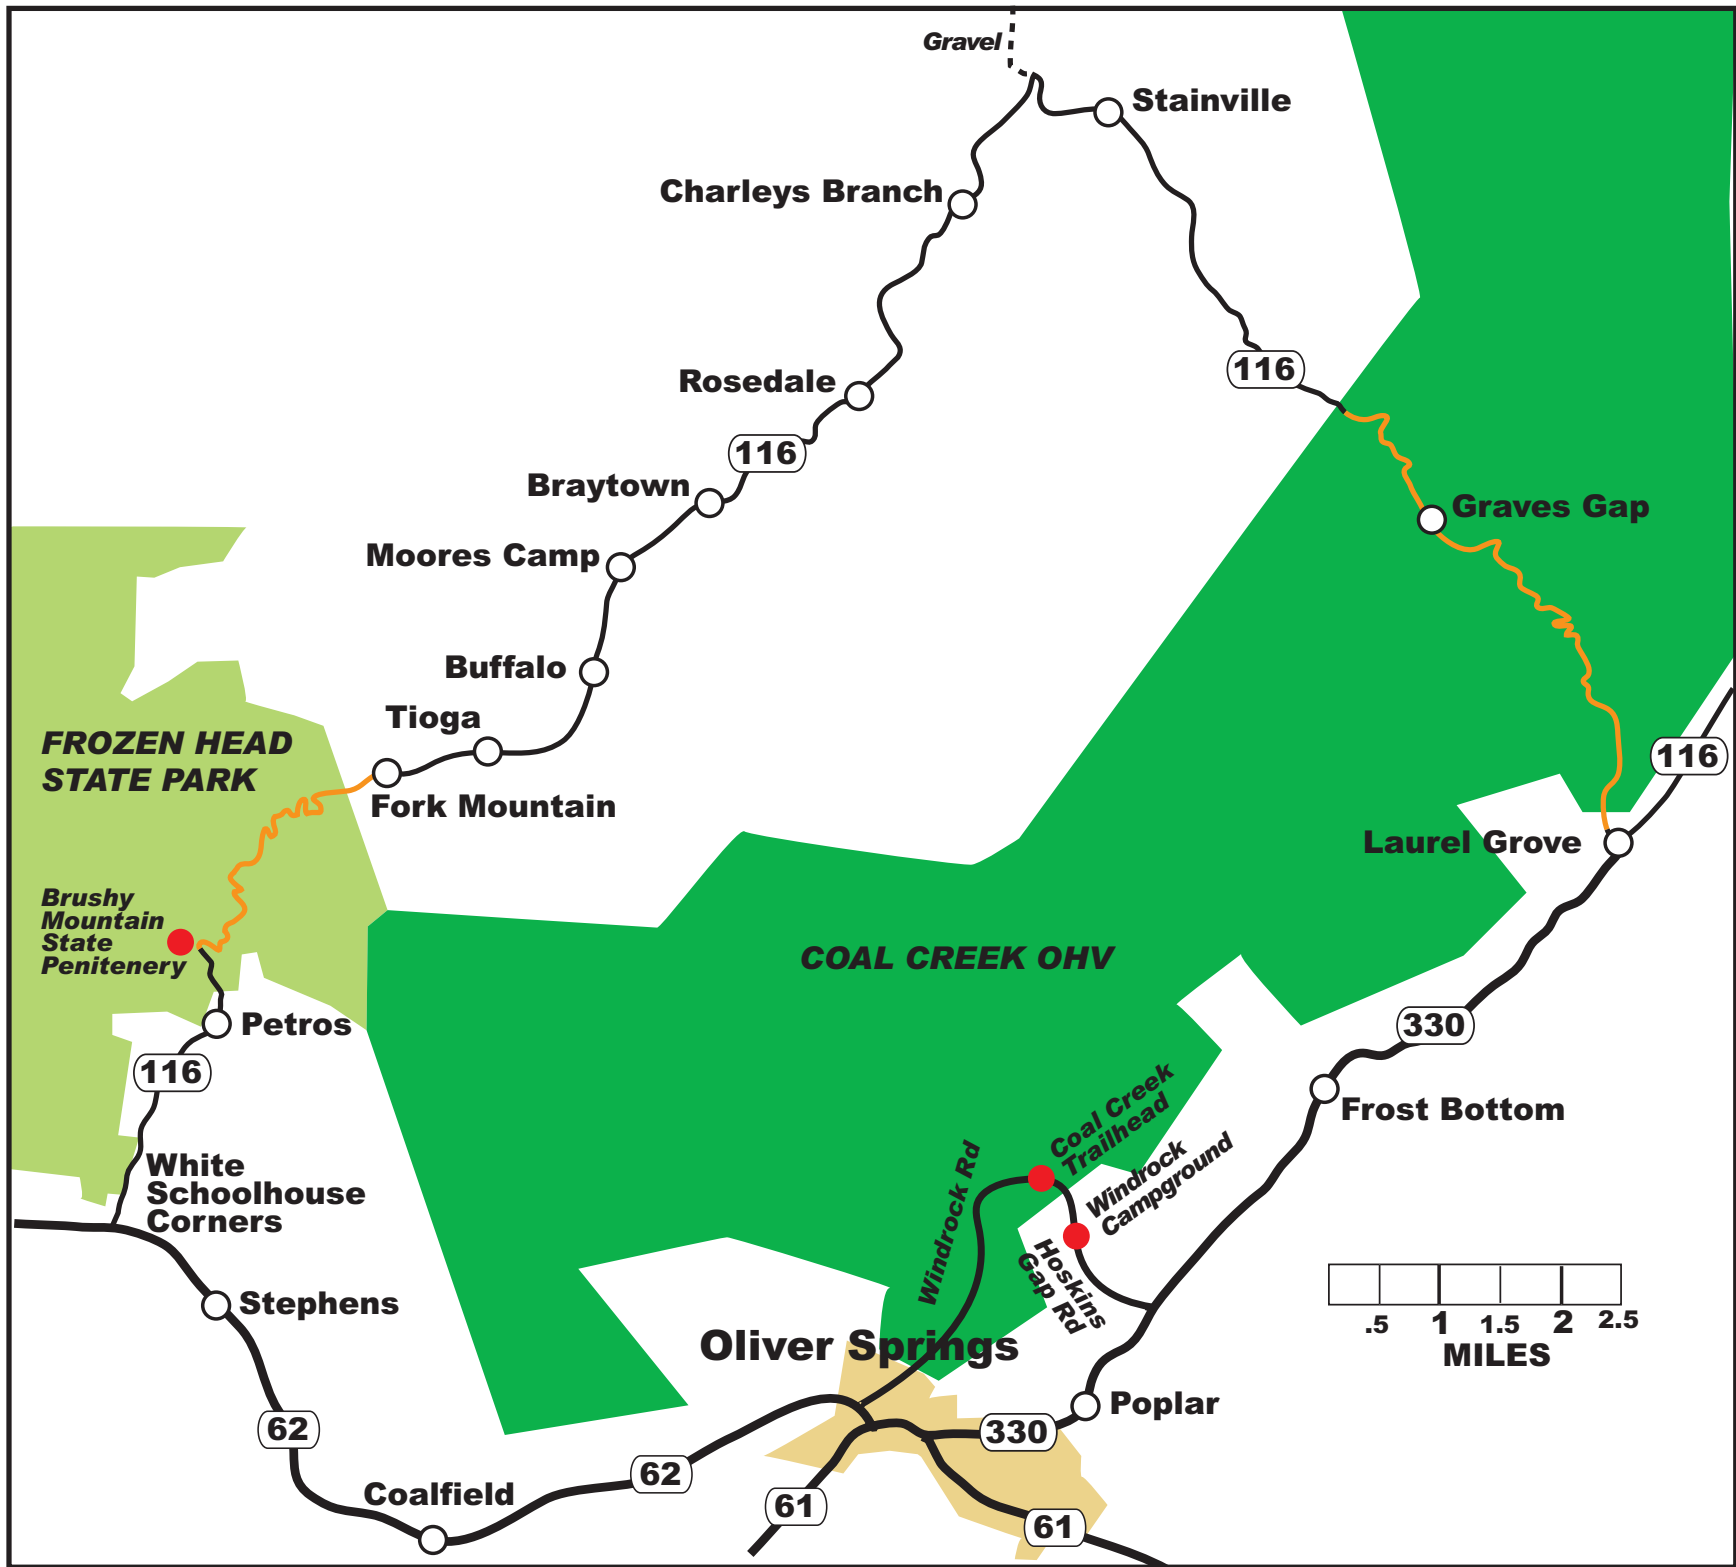 Gravel
Stainville
Charleys Branch
116
Rosedale
116
Braytown
Graves Gap
Moores Camp
Buffalo
Tioga
FROZEN HEAD
STATE PARK
116
Fork Mountain
Laurel Grove
Brushy
Mountain
State
Penitenery
COAL CREEK OHV
Petros
330
116
Coal Creek
Trailhead
Frost Bottom
White
Schoolhouse
Corners
Windrock Rd
Windrock
Campground
Hoskins
Gap Rd
Stephens
.5 1 1.5 2 2.5
MILES
Oliver Springs
Poplar
62
330
62
Coalfield
61
61